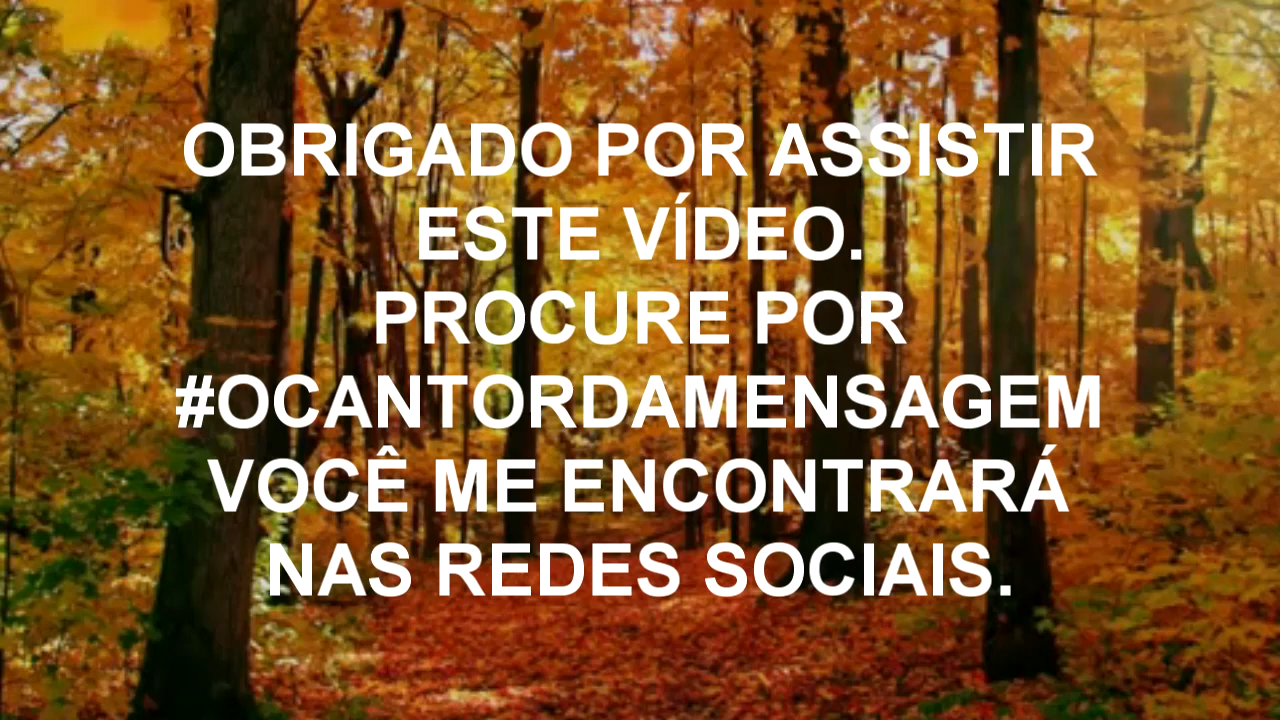 OBRIGADO POR ASSISTIR
ESTE VÍDEO.
PROCURE POR
#OCANTORDAMENSAGEM
VOCÊ ME ENCONTRARÁ
NAS REDES SOCIAIS.